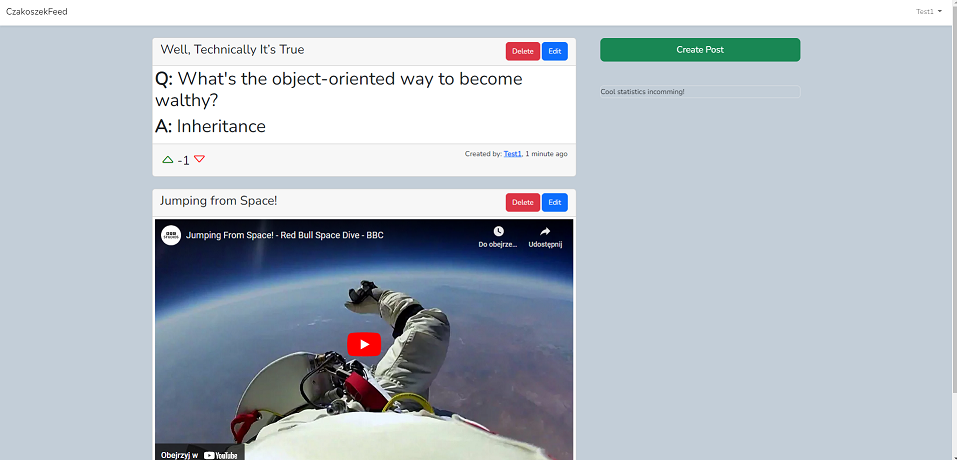 CzakoszekFeed
Test1
Well, Technically It's True
Delete
Edit
Create Post
Q: What's the object-oriented way to become
walthy?
A: Inheritance
Cool statistics incomming!
-1
Created by: Test1, 1 minute ago
Jumping from Space!
Delete
Edit
Jumping From Space! - Red Bull Space Dive - BBC
Do obejrze...
Udostępnij
Obejrzyj w YouTube